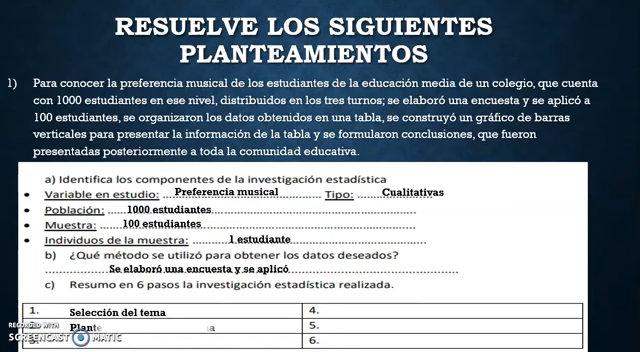 RESUELVE LOS SIGUIENTES
PLANTEAMIENTOS
1) Para conocer la preferencia musical de los estudiantes de la educación media de un colegio, que cuenta
con 1000 estudiantes en ese nivel, distribuidos en los tres turnos; se elaboró una encuesta y se aplicó a
100 estudiantes, se organizaron los datos obtenidos en una tabla, se construyó un gráfico de barras
verticales para presentar la información de la tabla y se formularon conclusiones, que fueron
presentadas posteriormente a toda la comunidad educativa.
a) Identifica los componentes de la investigación estadística
• Variable en estudio: Preferencia musical Tipo: Cualitativas
• Población: 1000 estudiantes
• Muestra: 100 estudiantes
• Individuos de la muestra: 1 estudiante
b) ¿Qué método se utilizó para obtener los datos deseados?
Se elaboró una encuesta y se aplicó
c) Resumo en 6 pasos la investigación estadística realizada.
1. Selección del tema 4.
5.
6.
RECORDED WITH
SCREENCAST MATIC